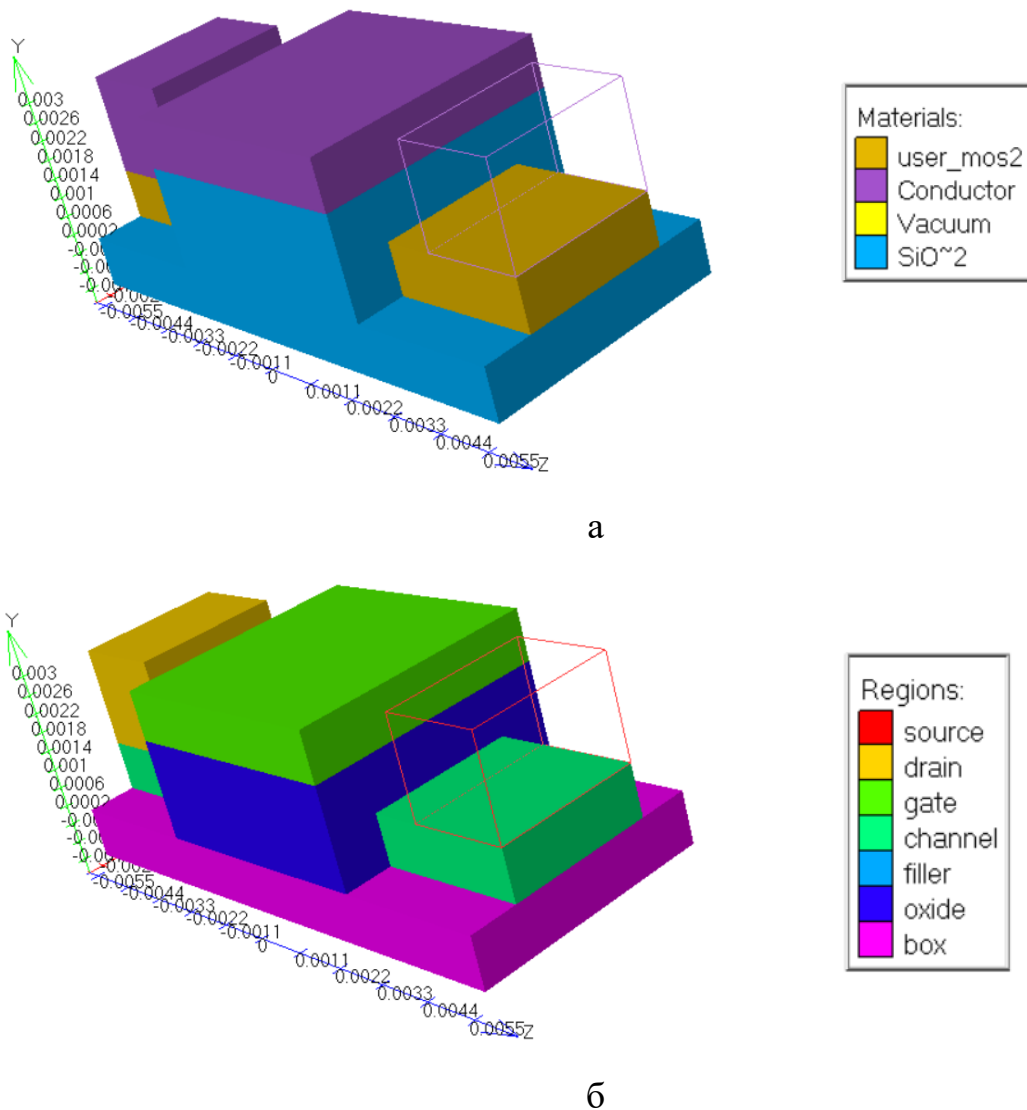 Y
0.003
0.0026
0.0022
0.0018
0.0014
0.001
0.0006
0.0002
-0.0055
-0.0044
-0.0033
-0.0022
-0.0011
0
0.0011
0.0022
0.0033
0.0044
0.0055
Z
Materials:
user_mos2
Conductor
Vacuum
SiO~2
а
Y
0.003
0.0026
0.0022
0.0018
0.0014
0.001
0.0006
0.0002
-0.0055
-0.0044
-0.0033
-0.0022
-0.0011
0
0.0011
0.0022
0.0033
0.0044
0.0055
Z
Regions:
source
drain
gate
channel
filler
oxide
box
б